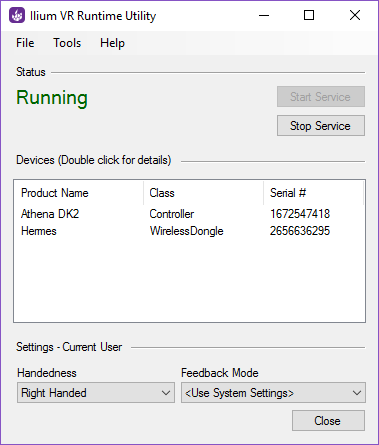 Ilium VR Runtime Utility
File Tools Help
Status
Running
Start Service
Stop Service
Devices (Double click for details)
Product Name Class Serial #
Athena DK2 Controller 1672547418
Hermes WirelessDongle 2656636295
Settings - Current User
Handedness Feedback Mode
Right Handed <Use System Settings>
Close